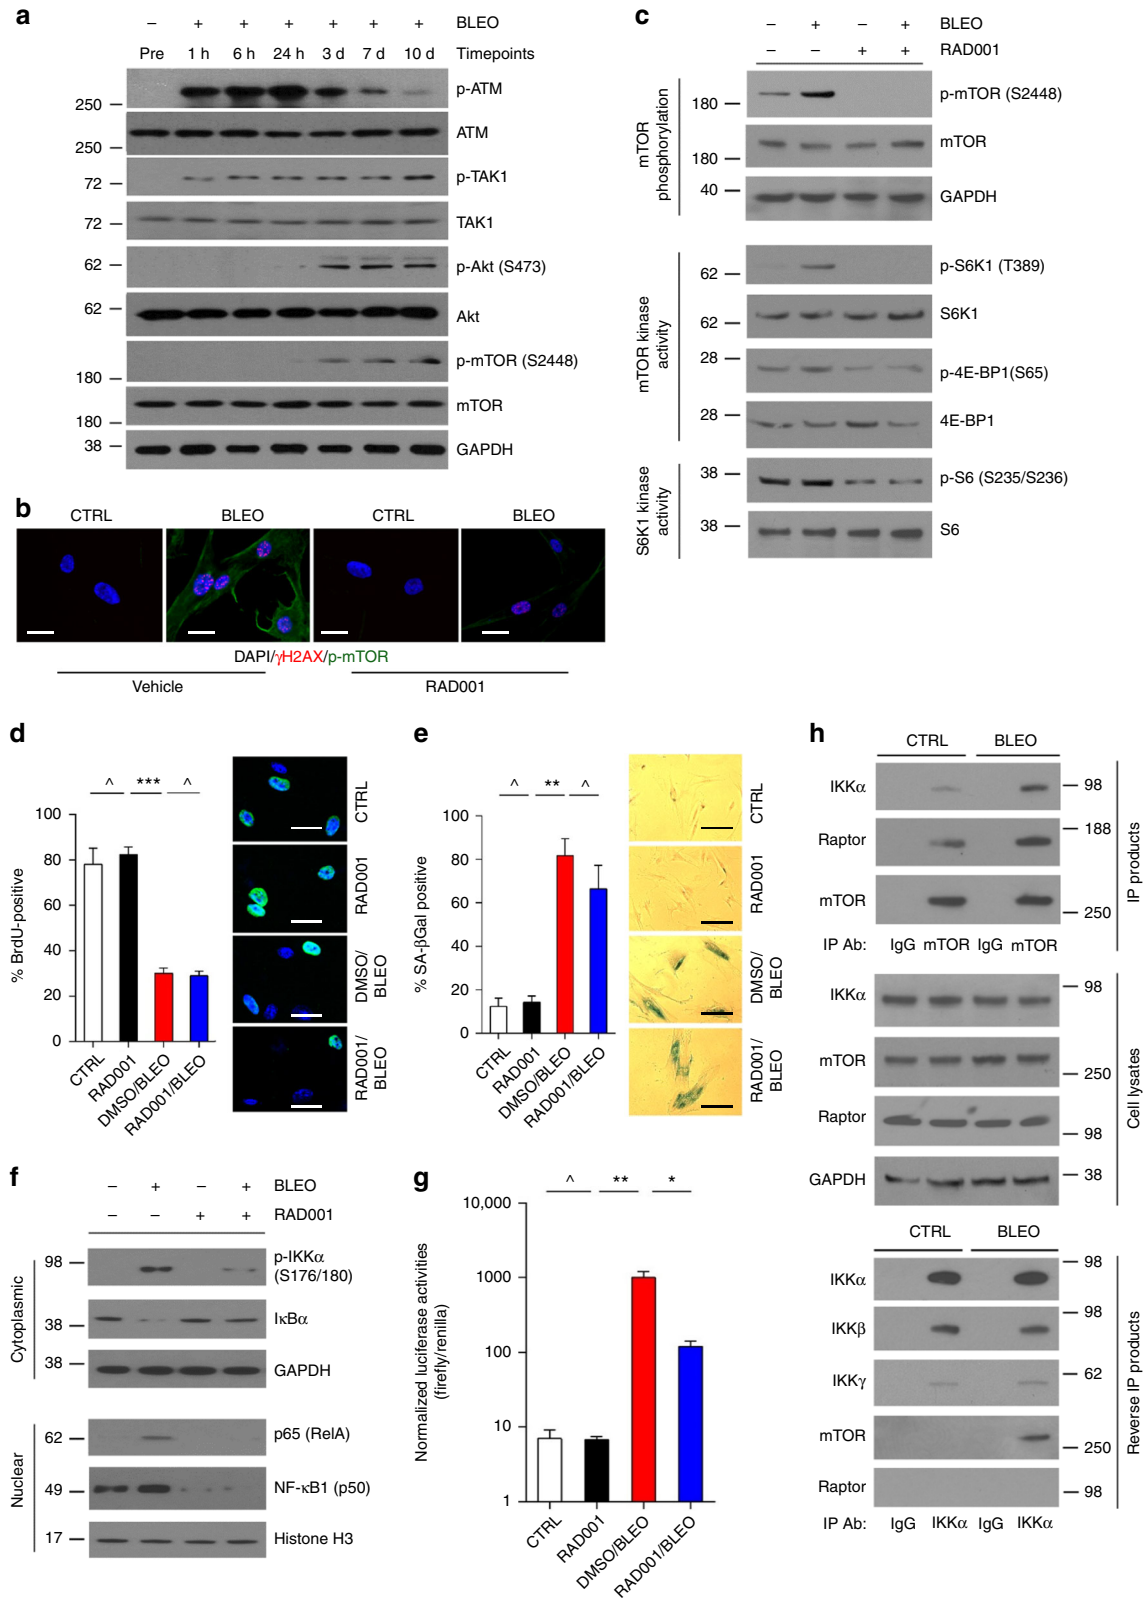 a
– + + + + + + BLEO
Pre 1 h 6 h 24 h 3 d 7 d 10 d Timepoints
250 p-ATM
250 ATM
72 p-TAK1
72 TAK1
62 p-Akt (S473)
62 Akt
180 p-mTOR (S2448)
180 mTOR
38 GAPDH
b
CTRL BLEO CTRL BLEO
DAPI/γH2AX/p-mTOR
Vehicle RAD001
c
– + – + BLEO
– – + + RAD001
mTOR phosphorylation
180 p-mTOR (S2448)
180 mTOR
40 GAPDH
mTOR kinase activity
62 p-S6K1 (T389)
62 S6K1
28 p-4E-BP1(S65)
28 4E-BP1
S6K1 kinase activity
38 p-S6 (S235/S236)
38 S6
d
^ *** ^
% BrdU-positive
100
80
60
40
20
0
CTRL
RAD001
DMSO/BLEO
RAD001/BLEO
CTRL
RAD001
DMSO/
BLEO
RAD001/
BLEO
e
^ ** ^
% SA-βGal positive
100
80
60
40
20
0
CTRL
RAD001
DMSO/BLEO
RAD001/BLEO
CTRL
RAD001
DMSO/
BLEO
RAD001/
BLEO
f
– + – + BLEO
– – + + RAD001
Cytoplasmic
98 p-IKKα
(S176/180)
38 IκBα
38 GAPDH
Nuclear
62 p65 (RelA)
49 NF-κB1 (p50)
17 Histone H3
g
^ ** *
Normalized luciferase activities
(firefly/renilla)
10,000
1000
100
10
1
CTRL
RAD001
DMSO/BLEO
RAD001/BLEO
h
CTRL BLEO
IKKα 98
Raptor 188
mTOR 250
IP Ab: IgG mTOR IgG mTOR
IP products
IKKα 98
mTOR 250
Raptor 98
GAPDH 38
Cell lysates
CTRL BLEO
IKKα 98
IKKβ 98
IKKγ 62
mTOR 250
Raptor 98
IP Ab: IgG IKKα IgG IKKα
Reverse IP products